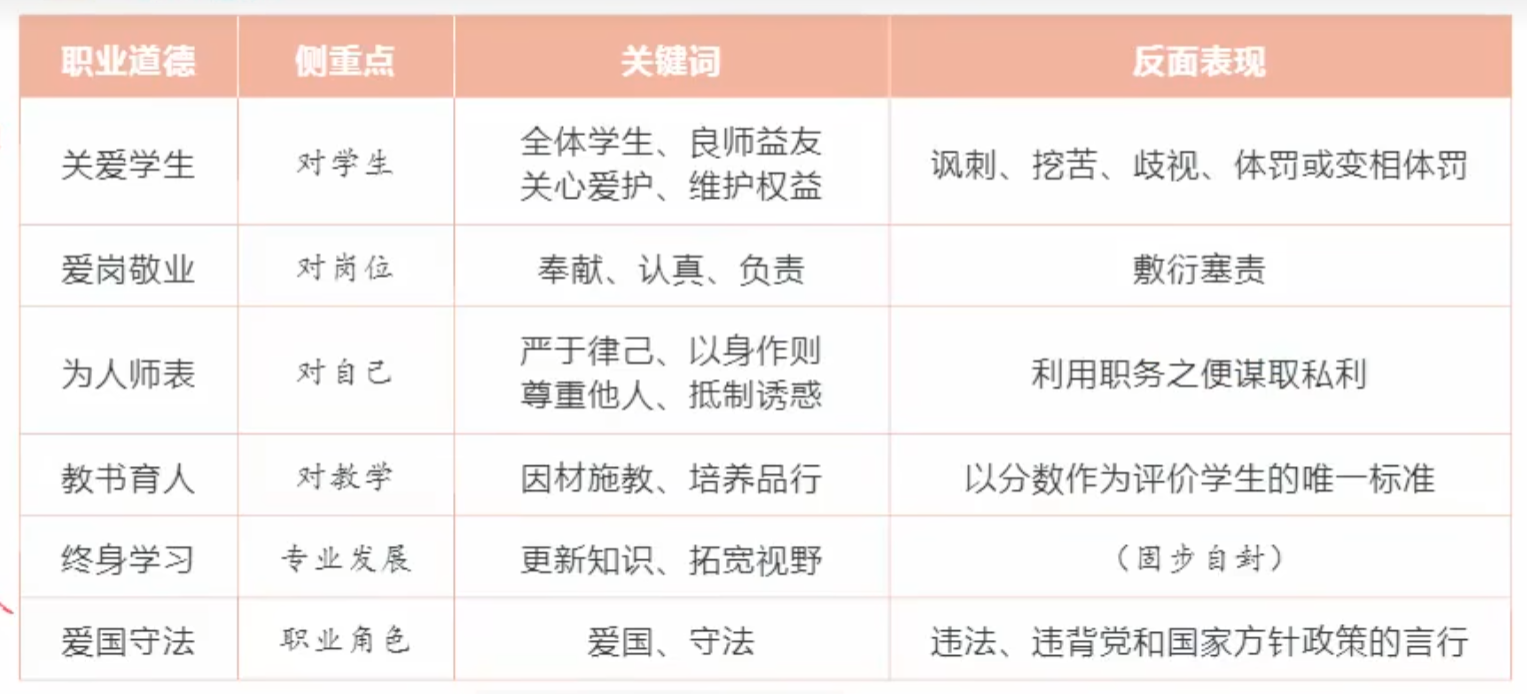 职业道德 侧重点 关键词 反面表现
关爱学生 对学生 全体学生、良师益友 讽刺、挖苦、歧视、体罚或变相体罚
关心爱护、维护权益
爱岗敬业 对岗位 奉献、认真、负责 敷衍塞责
为人师表 对自己 严于律己、以身作则 利用职务之便谋取私利
尊重他人、抵制诱惑
教书育人 对教学 因材施教、培养品行 以分数作为评价学生的唯一标准
终身学习 专业发展 更新知识、拓宽视野 （固步自封）
爱国守法 职业角色 爱国、守法 违法、违背党和国家方针政策的言行